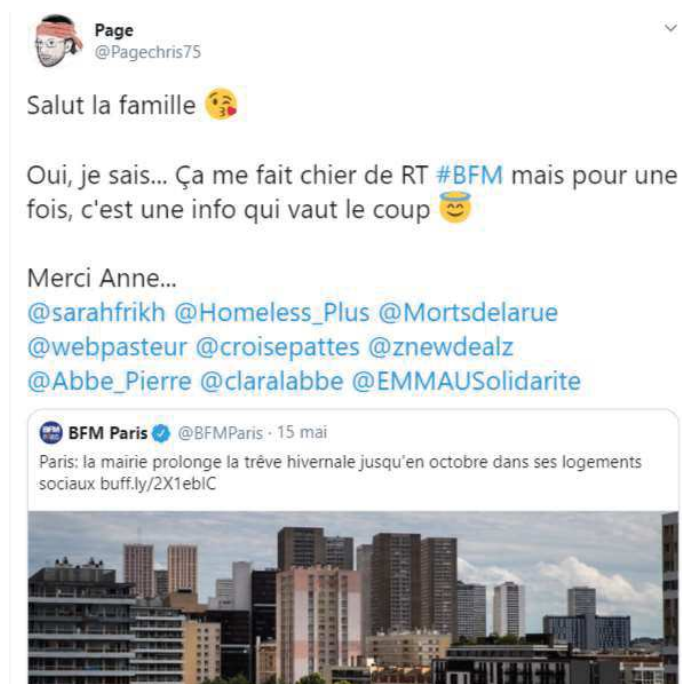 Page
@Pagechris75
Salut la famille 😘
Oui, je sais... Ça me fait chier de RT #BFM mais pour une
fois, c'est une info qui vaut le coup 😇
Merci Anne...
@sarahfrikh @Homeless_Plus @Mortsdelarue
@webpasteur @croisepattes @znewdealz
@Abbe_Pierre @claralabbe @EMMAUSolidarite
BFM Paris @BFMParis · 15 mai
Paris: la mairie prolonge la trêve hivernale jusqu'en octobre dans ses logements
sociaux buff.ly/2X1ebIC